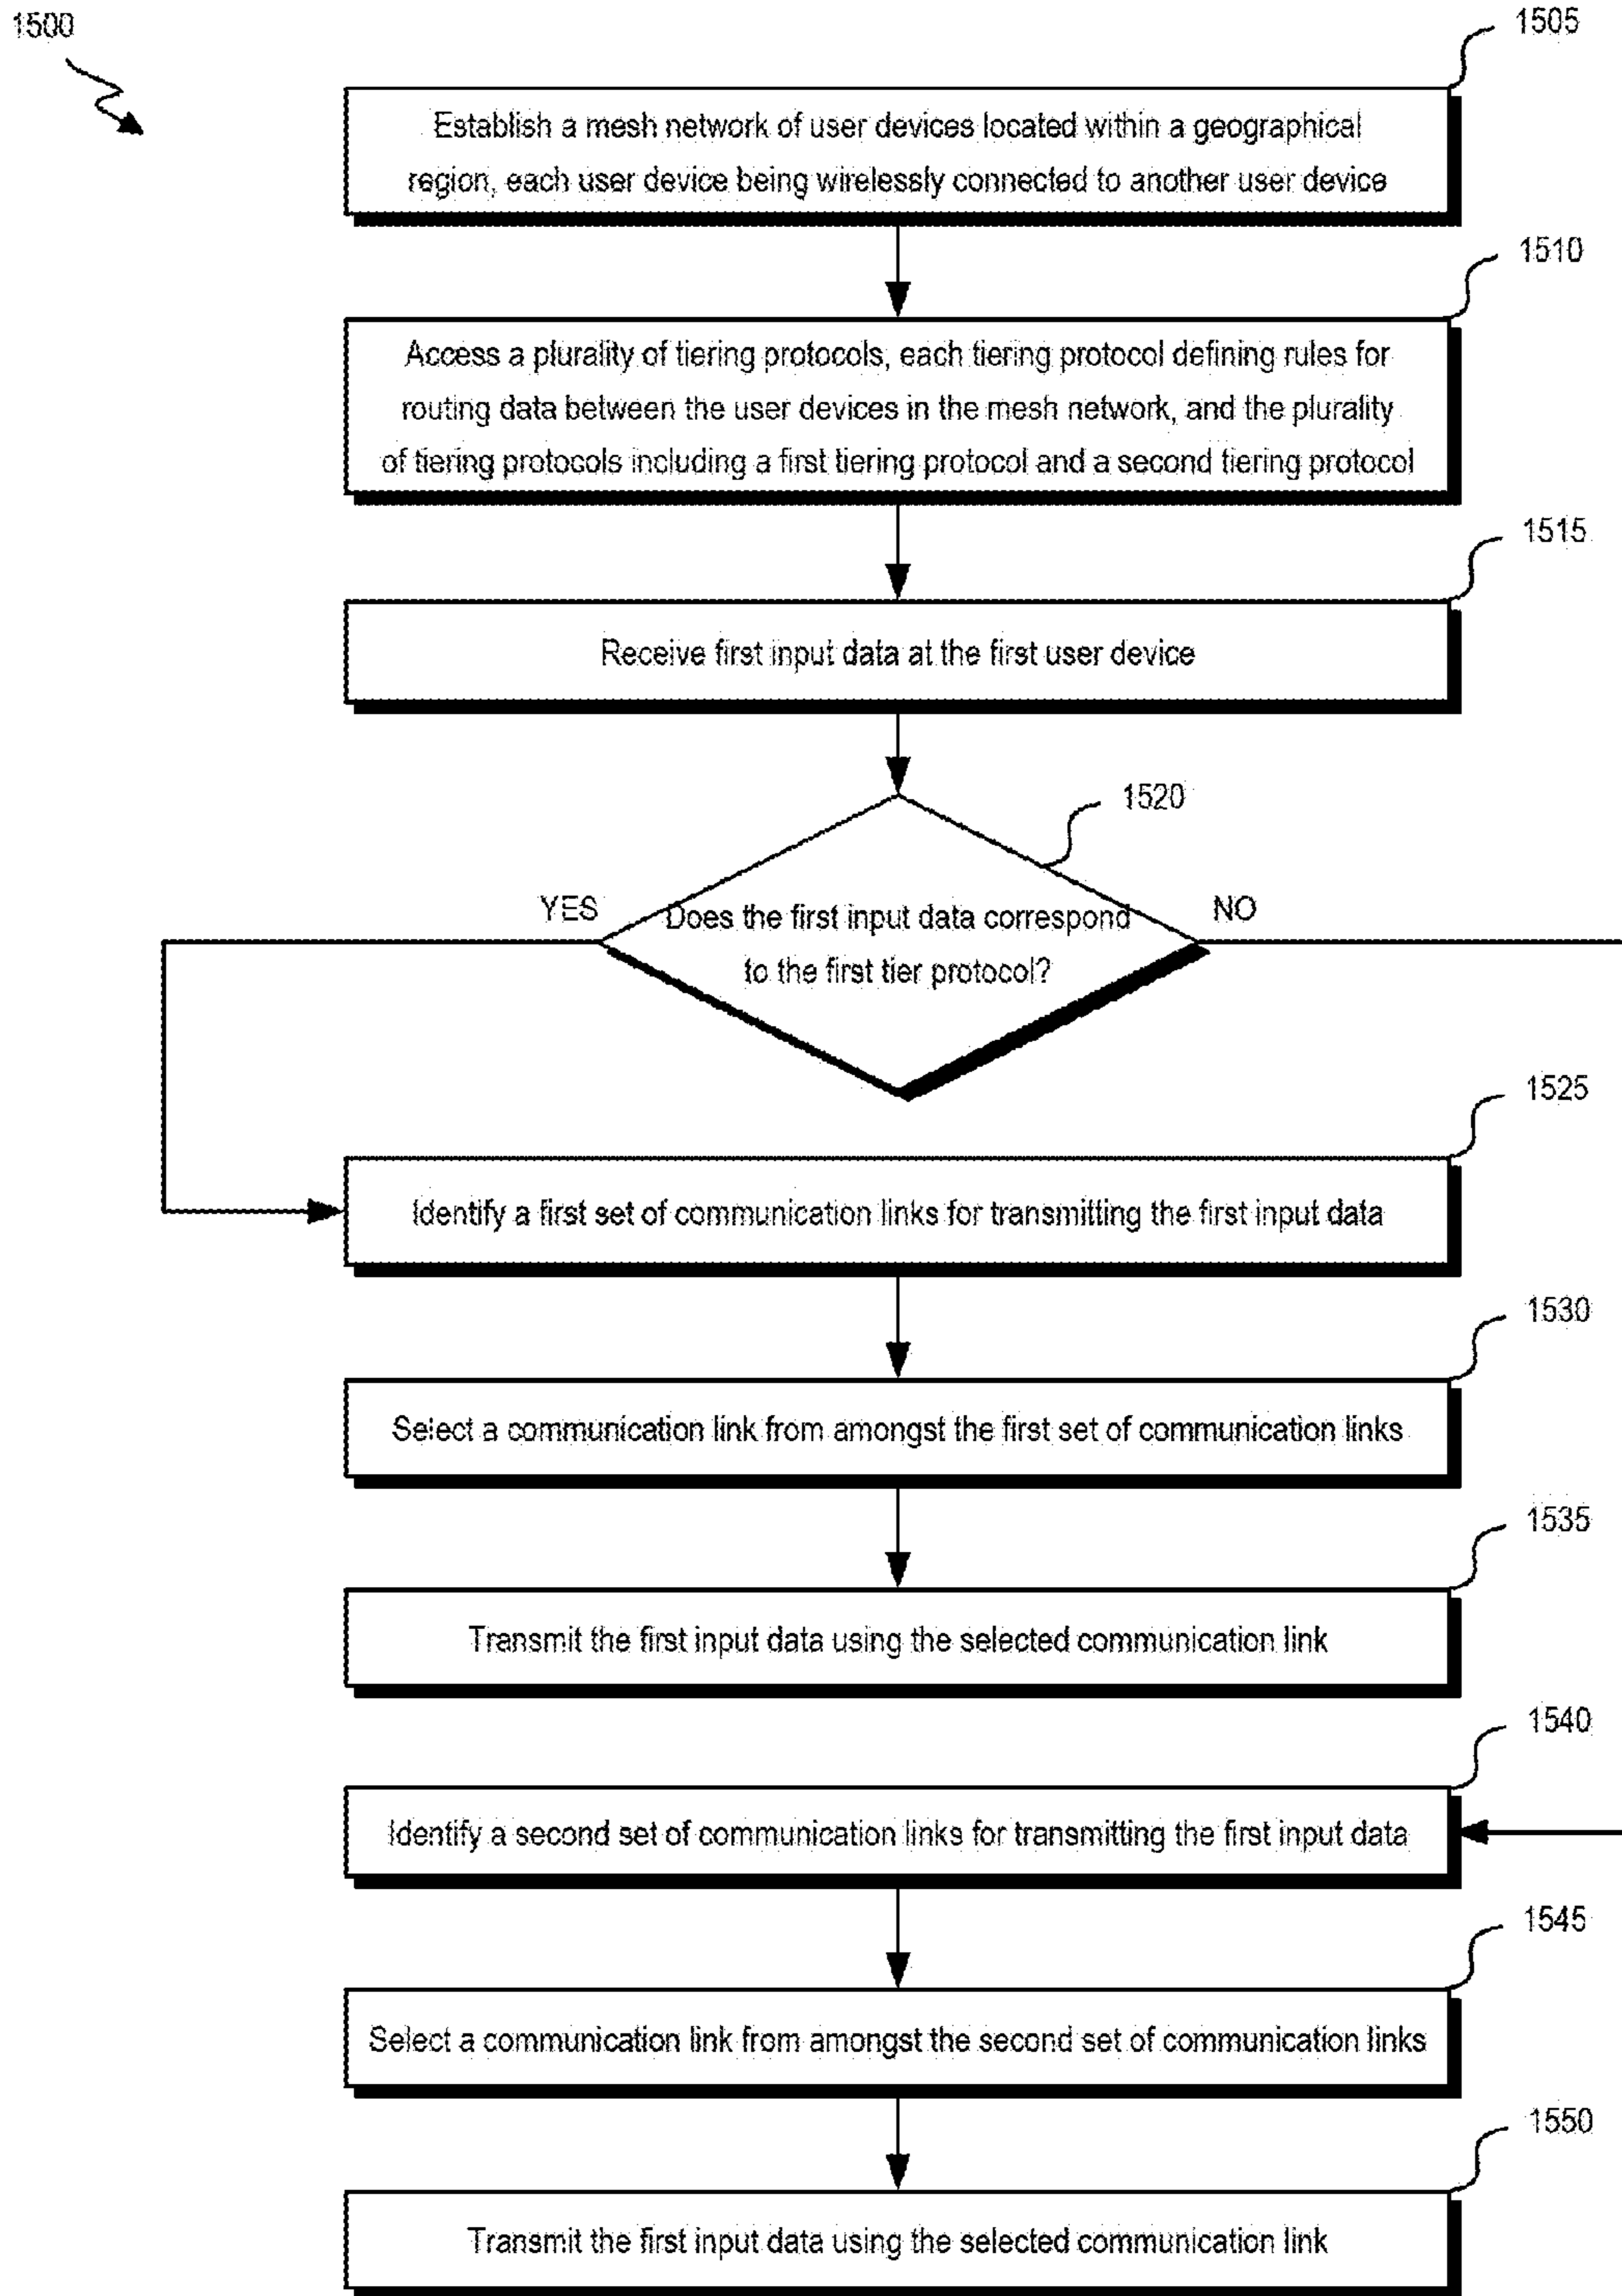 1500
1505
Establish a mesh network of user devices located within a geographical
region, each user device being wirelessly connected to another user device
1510
Access a plurality of tiering protocols, each tiering protocol defining rules for
routing data between the user devices in the mesh network, and the plurality
of tiering protocols including a first tiering protocol and a second tiering protocol
1515
Receive first input data at the first user device
1520
YES
NO
Does the first input data correspond
to the first tier protocol?
1525
Identify a first set of communication links for transmitting the first input data
1530
Select a communication link from amongst the first set of communication links
1535
Transmit the first input data using the selected communication link
1540
Identify a second set of communication links for transmitting the first input data
1545
Select a communication link from amongst the second set of communication links
1550
Transmit the first input data using the selected communication link